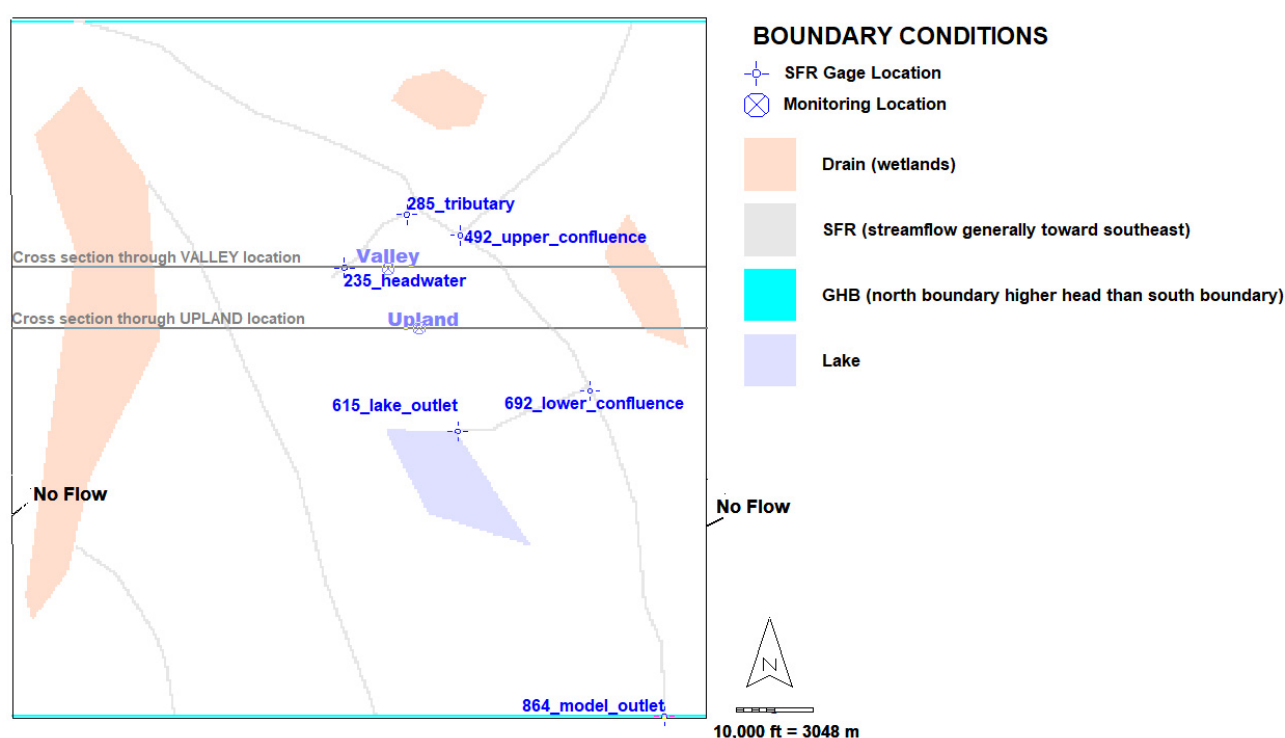 BOUNDARY CONDITIONS
SFR Gage Location
Monitoring Location
Drain (wetlands)
SFR (streamflow generally toward southeast)
GHB (north boundary higher head than south boundary)
Lake
285_tributary
492_upper_confluence
Valley
Cross section through VALLEY location
235_headwater
Cross section thorugh UPLAND location
Upland
615_lake_outlet
692_lower_confluence
No Flow
No Flow
N
864_model_outlet
10,000 ft = 3048 m